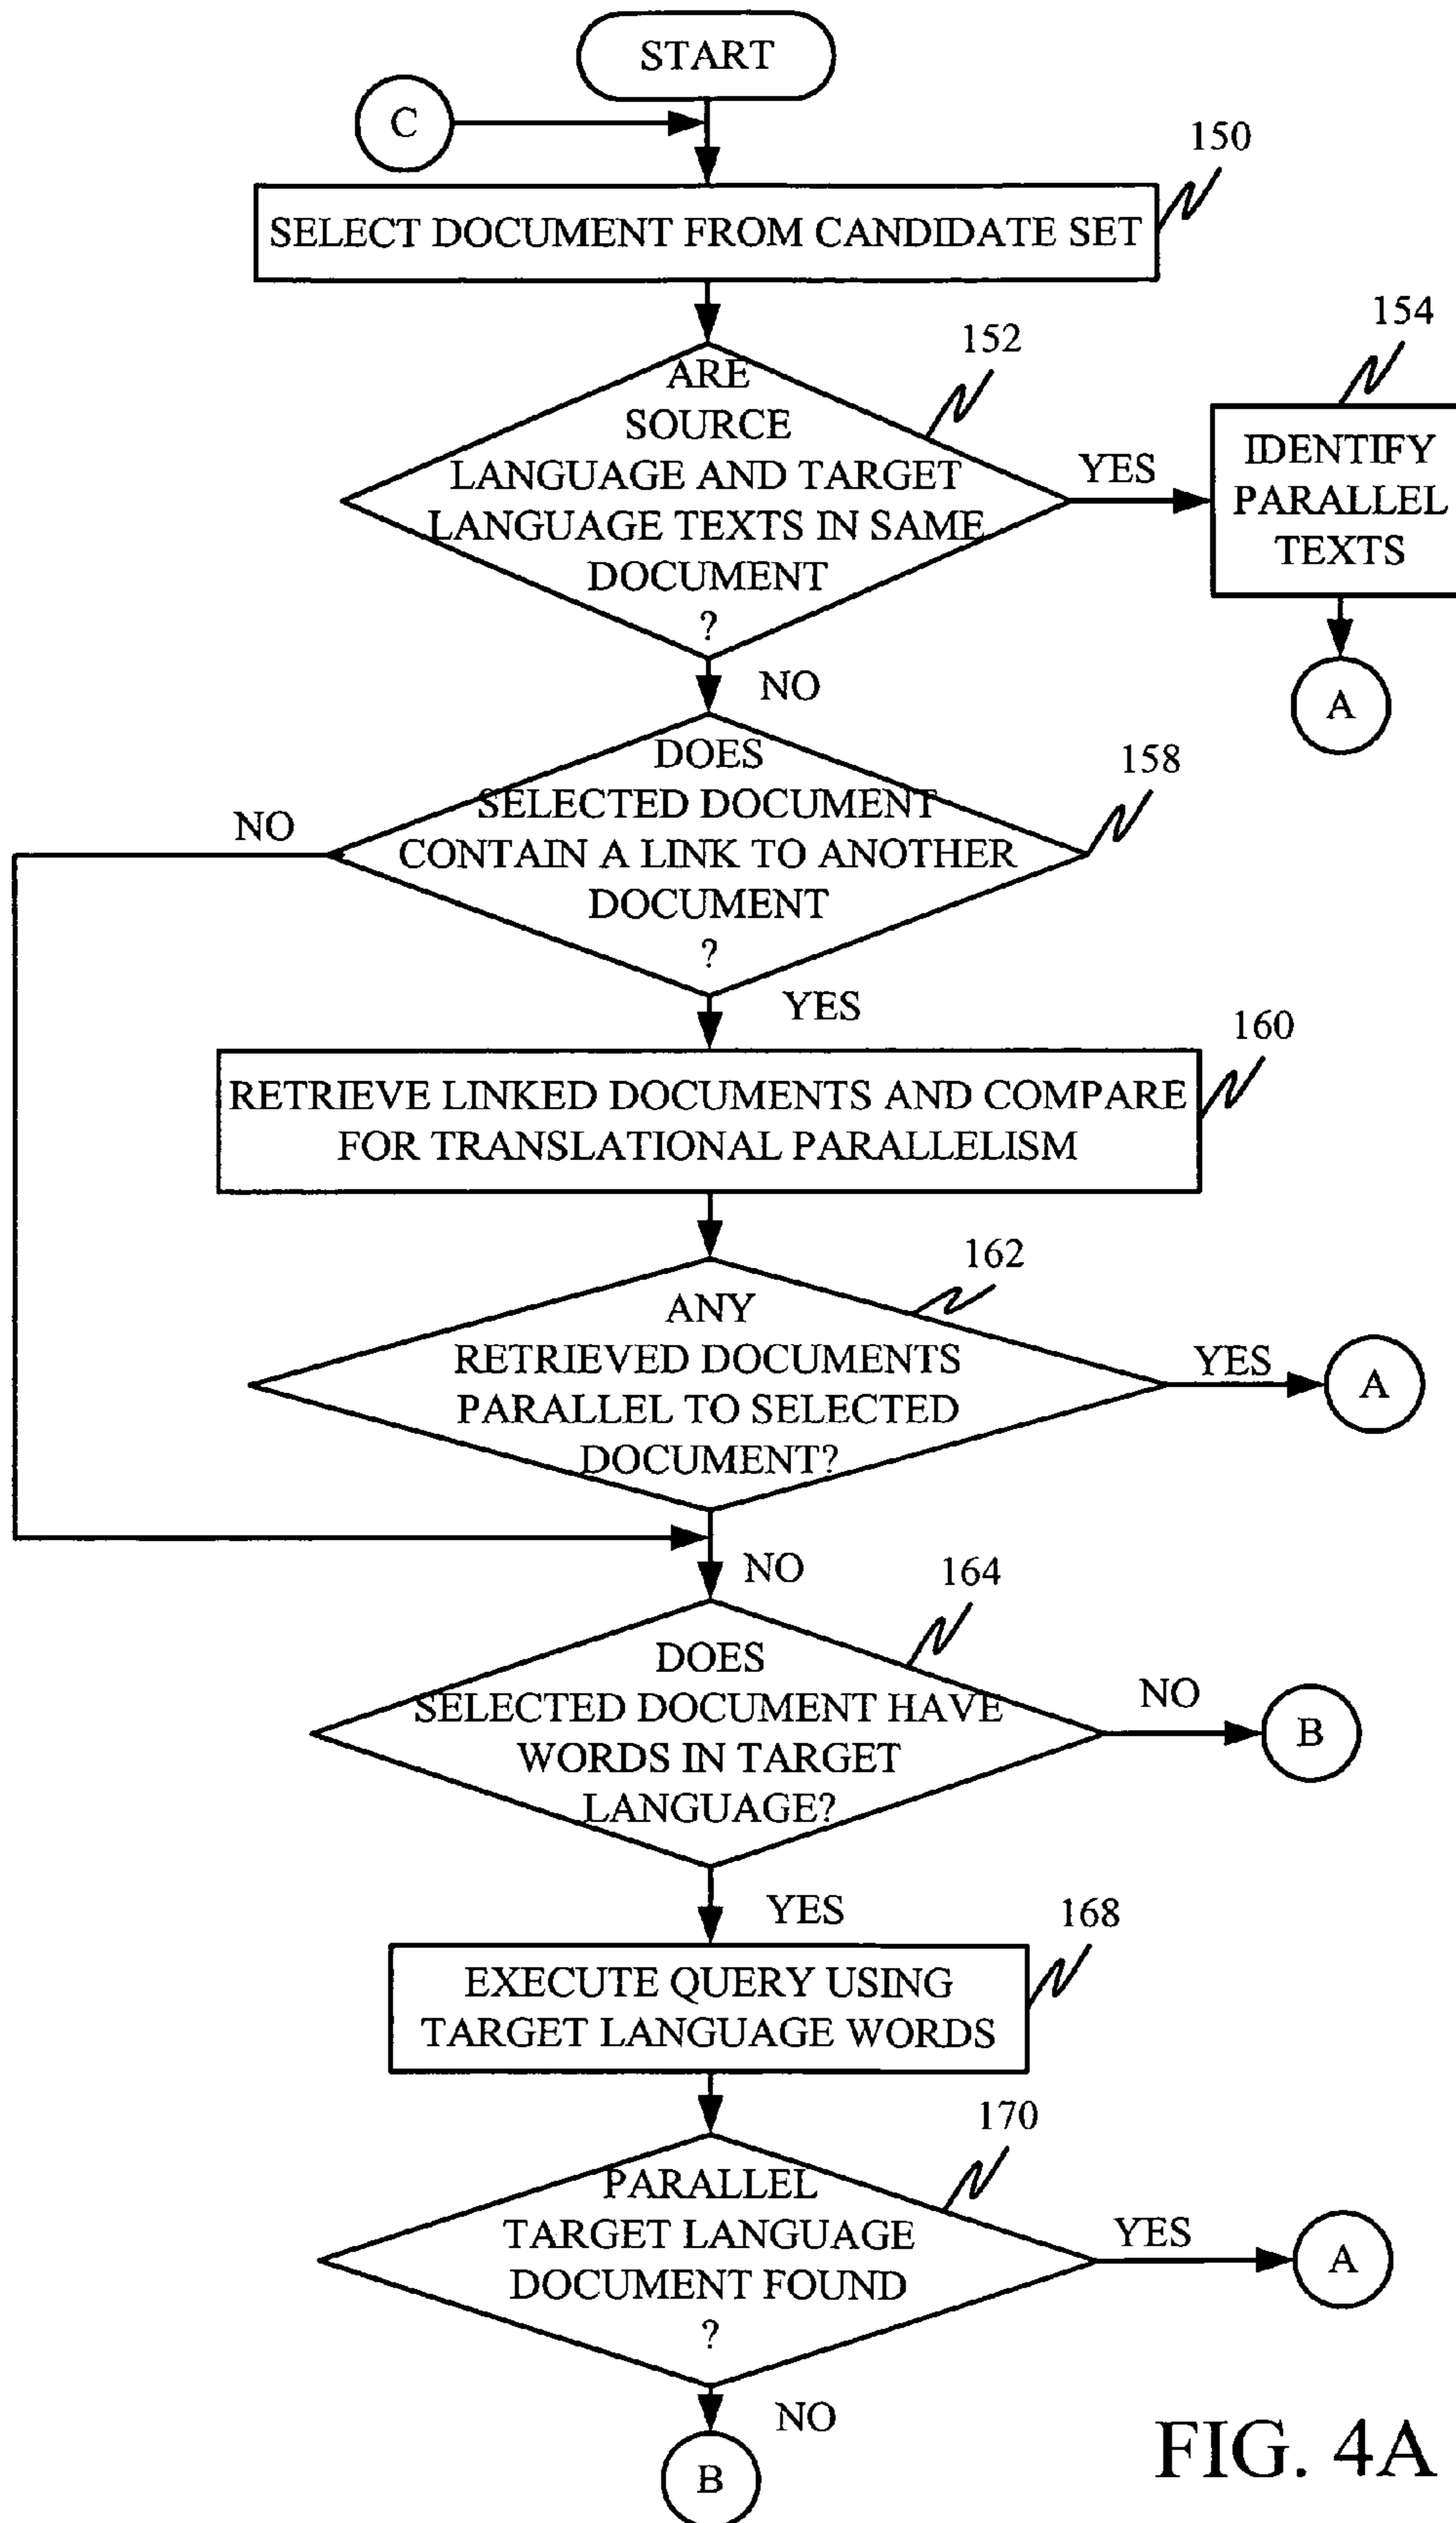 START
C
150
SELECT DOCUMENT FROM CANDIDATE SET
152
154
ARE
SOURCE
LANGUAGE AND TARGET
LANGUAGE TEXTS IN SAME
DOCUMENT
?
YES
IDENTIFY
PARALLEL
TEXTS
A
NO
158
DOES
SELECTED DOCUMENT
CONTAIN A LINK TO ANOTHER
DOCUMENT
?
NO
YES
160
RETRIEVE LINKED DOCUMENTS AND COMPARE
FOR TRANSLATIONAL PARALLELISM
162
ANY
RETRIEVED DOCUMENTS
PARALLEL TO SELECTED
DOCUMENT?
YES
A
NO
164
DOES
SELECTED DOCUMENT HAVE
WORDS IN TARGET
LANGUAGE?
NO
B
YES
168
EXECUTE QUERY USING
TARGET LANGUAGE WORDS
170
PARALLEL
TARGET LANGUAGE
DOCUMENT FOUND
?
YES
A
NO
B
FIG. 4A